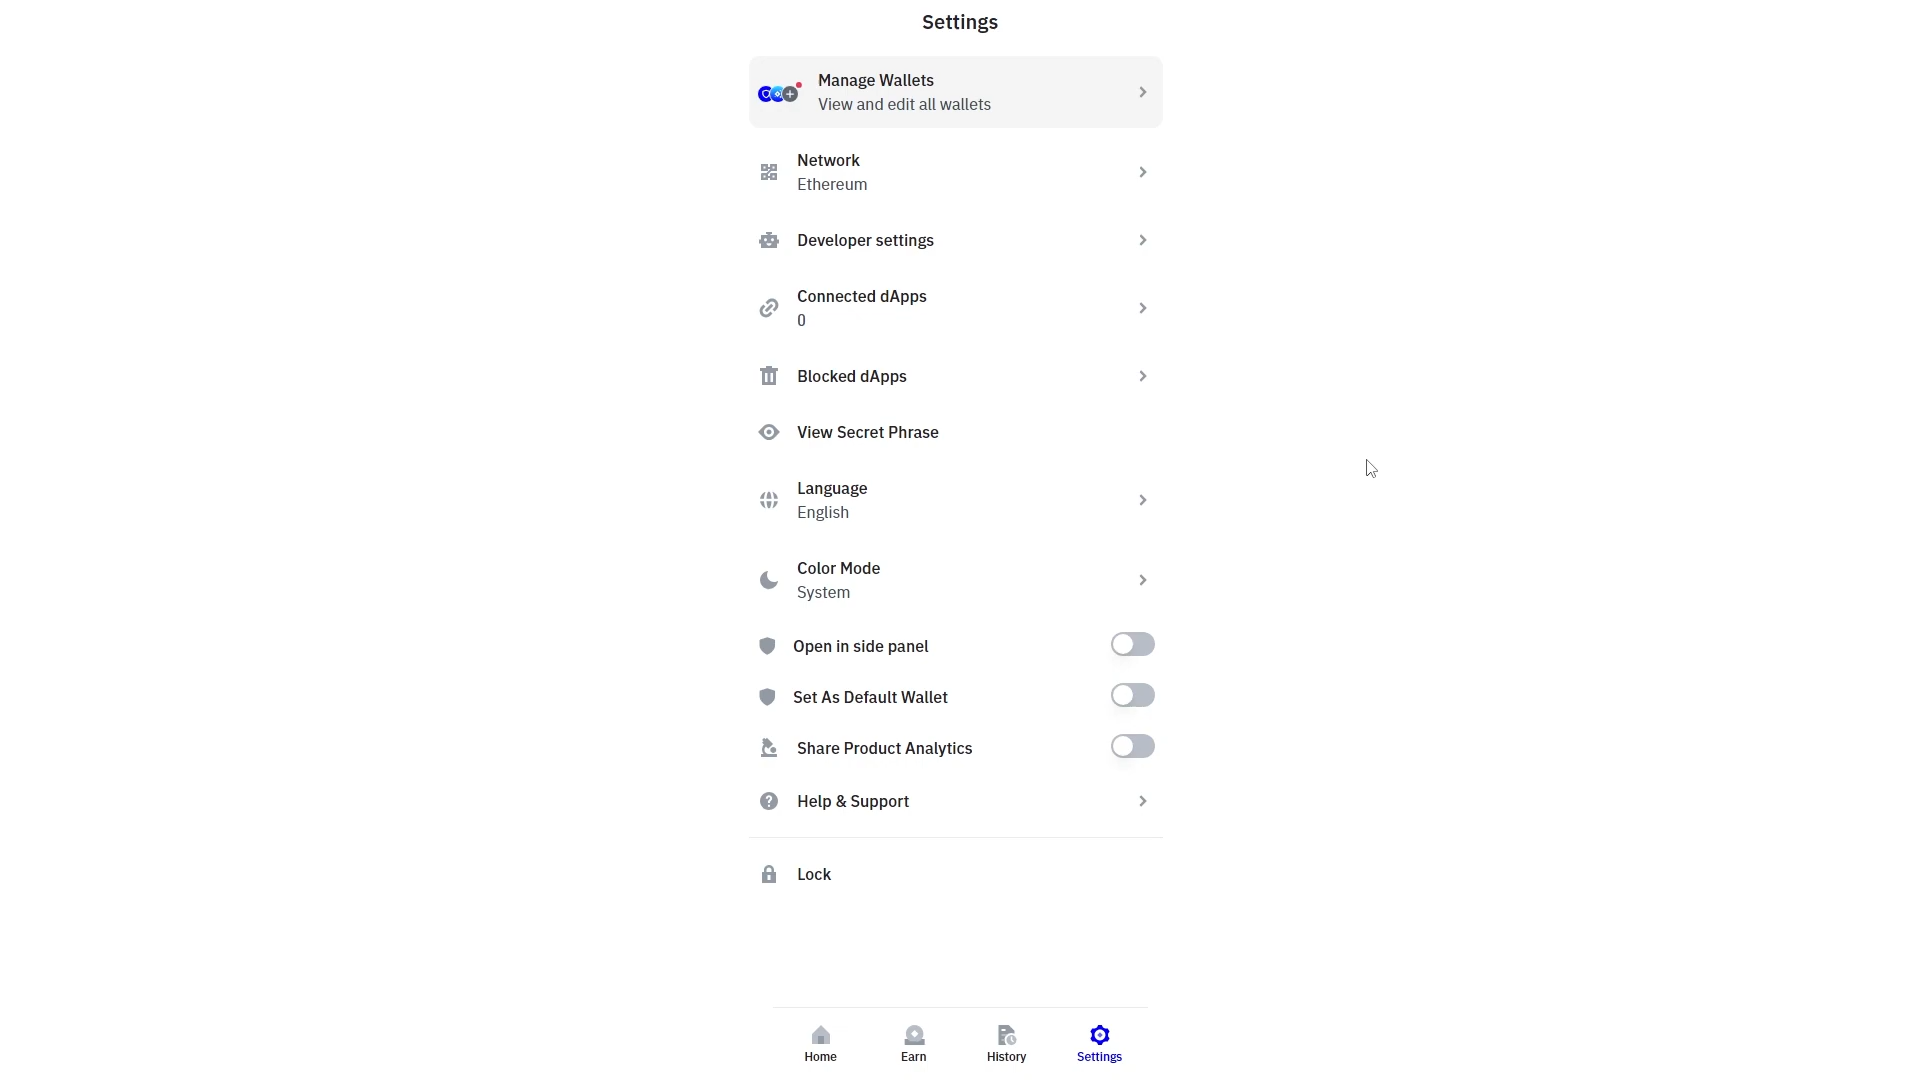 Settings
Manage Wallets
View and edit all wallets
Network
Ethereum
Developer settings
Connected dApps
0
Blocked dApps
View Secret Phrase
Language
English
Color Mode
System
Open in side panel
Set As Default Wallet
Share Product Analytics
Help & Support
Lock
Home
Earn
History
Settings